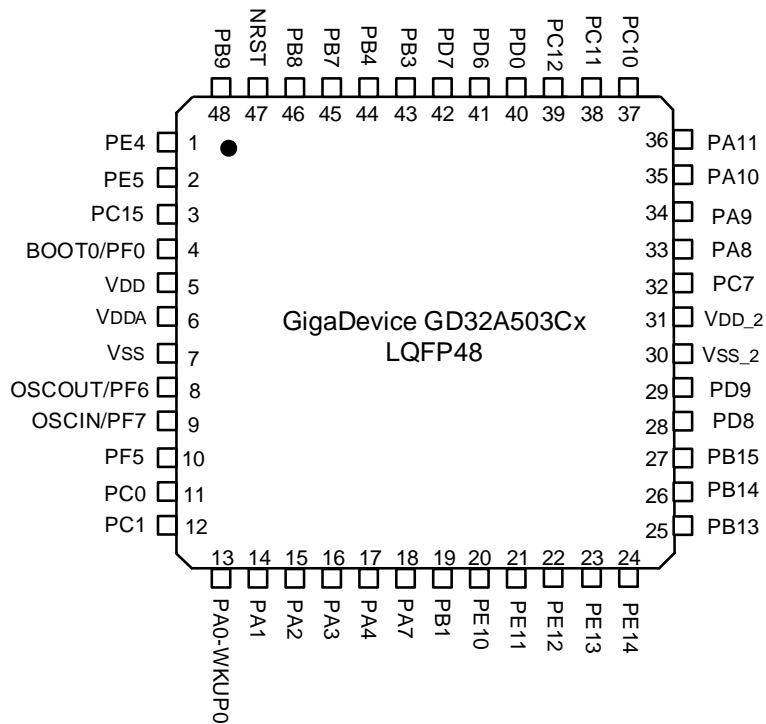 PB9
NRST
PB8
PB7
PB4
PB3
PD7
PD6
PD0
PC12
PC11
PC10
48
47
46
45
44
43
42
41
40
39
38
37
PE4 1
PE5 2
PC15 3
BOOT0/PF0 4
VDD 5
VDDA 6
VSS 7
OSCOUT/PF6 8
OSCIN/PF7 9
PF5 10
PC0 11
PC1 12
GigaDevice GD32A503Cx
LQFP48
36 PA11
35 PA10
34 PA9
33 PA8
32 PC7
31 VDD_2
30 VSS_2
29 PD9
28 PD8
27 PB15
26 PB14
25 PB13
13
14
15
16
17
18
19
20
21
22
23
24
PA0-WKUP0
PA1
PA2
PA3
PA4
PA7
PB1
PE10
PE11
PE12
PE13
PE14